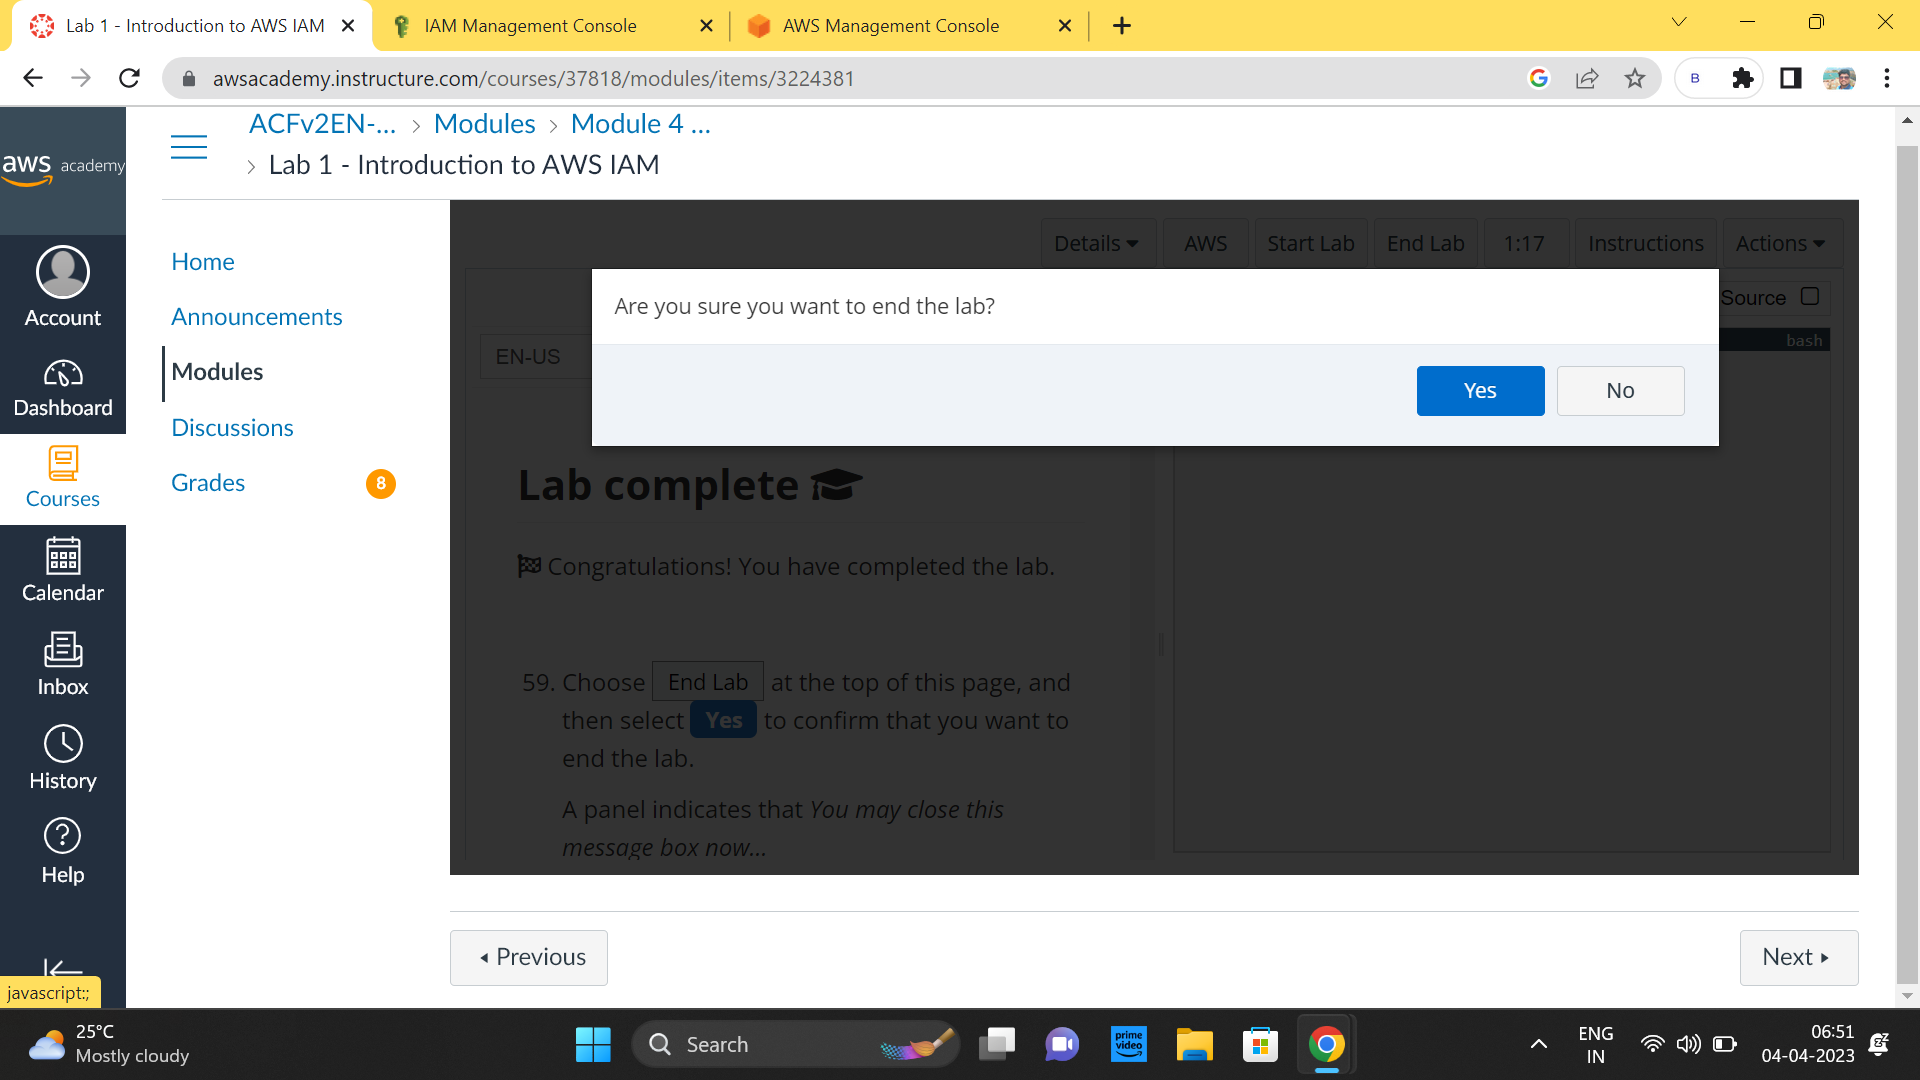 Lab 1 - Introduction to AWS IAM
IAM Management Console
AWS Management Console
awsacademy.instructure.com/courses/37818/modules/items/3224381
B
aws academy
ACFv2EN-... > Modules > Module 4 ...
> Lab 1 - Introduction to AWS IAM
Account
Dashboard
Courses
Calendar
Inbox
History
Help
Home
Announcements
Modules
Discussions
Grades 8
Details AWS Start Lab End Lab 1:17 Instructions Actions
Source
EN-US
bash
Are you sure you want to end the lab?
Yes No
Lab complete
Congratulations! You have completed the lab.
59. Choose End Lab at the top of this page, and
then select Yes to confirm that you want to
end the lab.
A panel indicates that You may close this
message box now...
Previous
Next
javascript:;
25°C
Mostly cloudy
Search
prime
video
ENG
IN
06:51
04-04-2023